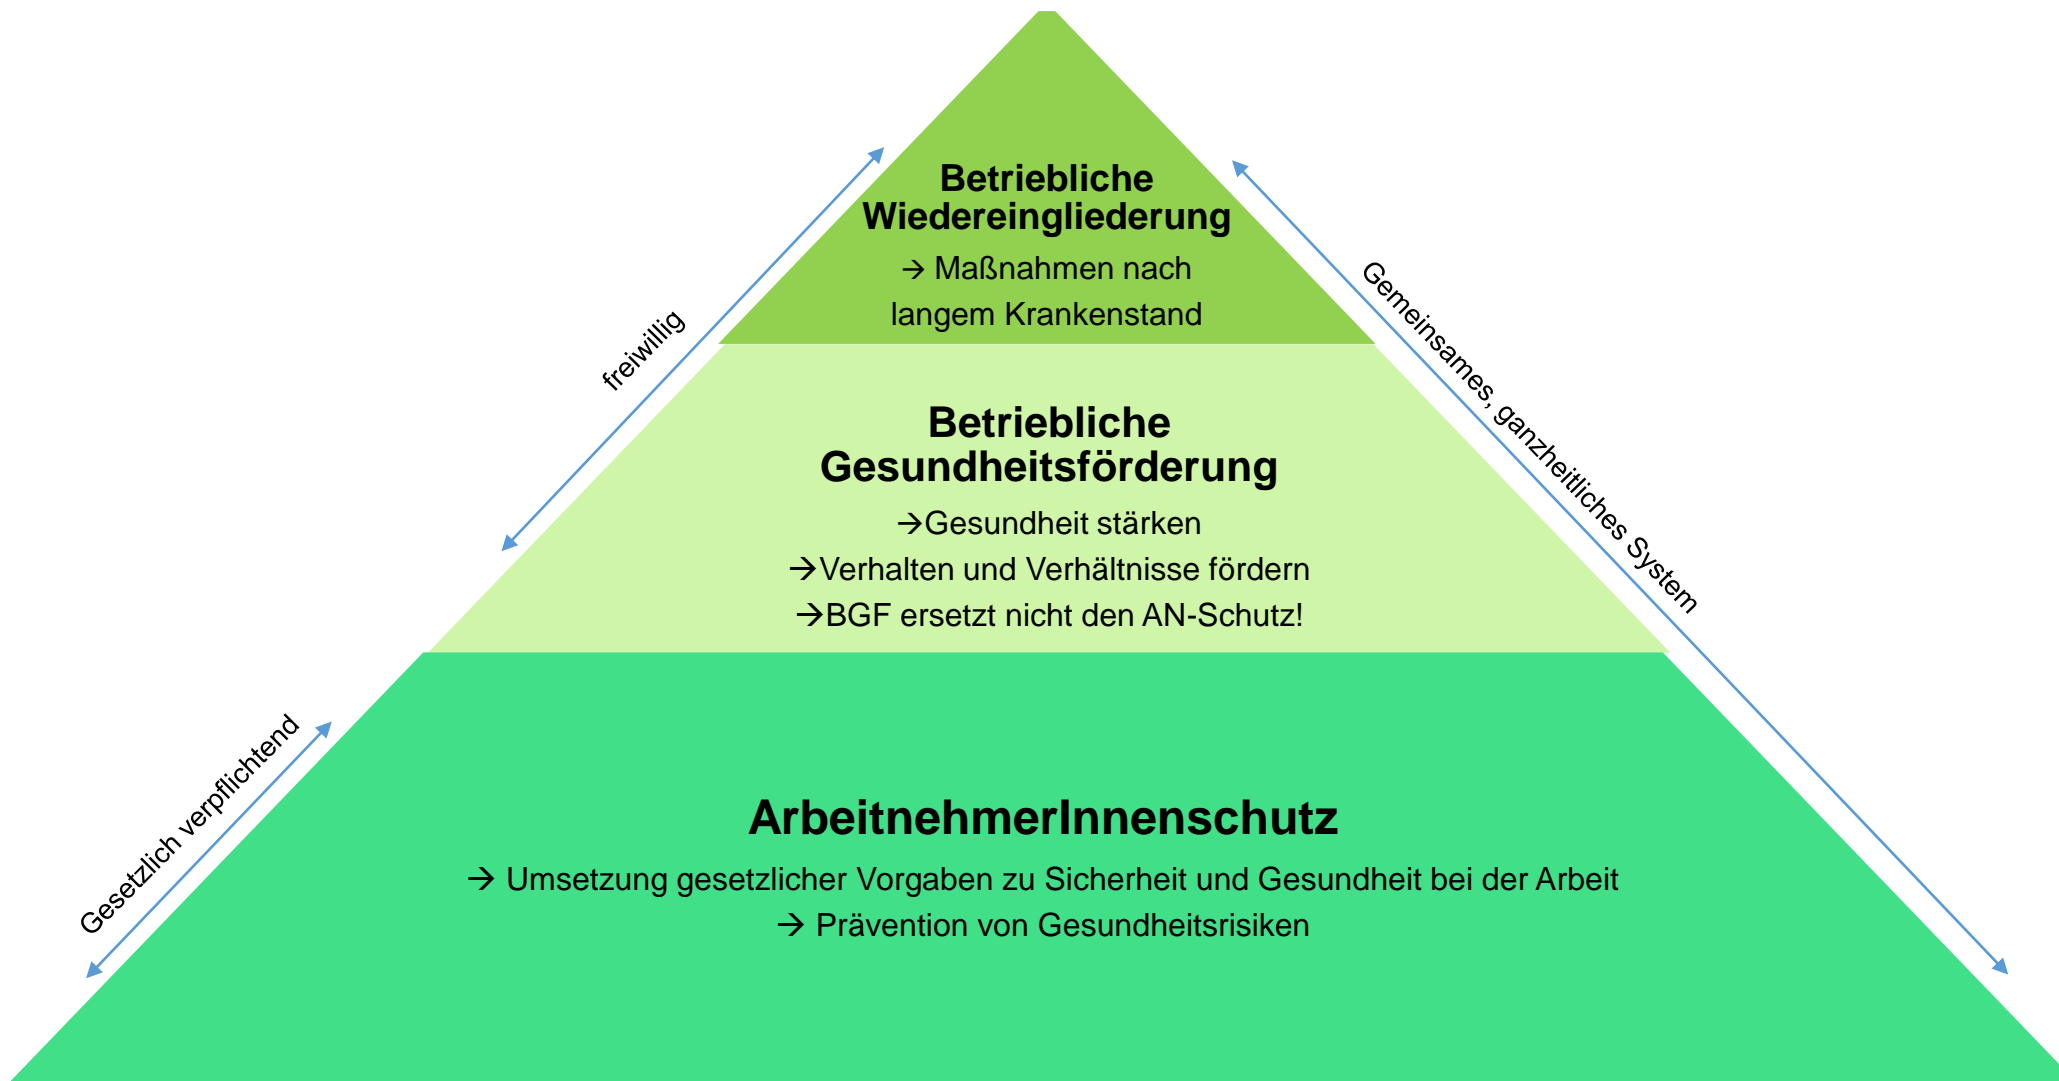 Betriebliche
Wiedereingliederung
→ Maßnahmen nach
langem Krankenstand
freiwillig
Gemeinsames, ganzheitliches System
Betriebliche
Gesundheitsförderung
→Gesundheit stärken
→Verhalten und Verhältnisse fördern
→BGF ersetzt nicht den AN-Schutz!
Gesetzlich verpflichtend
ArbeitnehmerInnenschutz
→ Umsetzung gesetzlicher Vorgaben zu Sicherheit und Gesundheit bei der Arbeit
→ Prävention von Gesundheitsrisiken